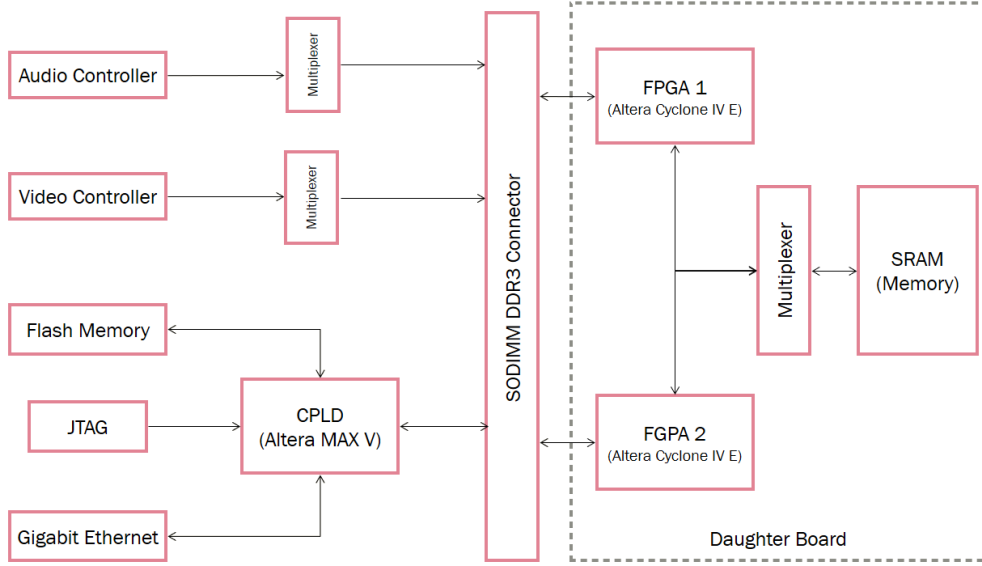 Audio Controller
Multiplexer
Video Controller
Multiplexer
Flash Memory
JTAG
CPLD
(Altera MAX V)
Gigabit Ethernet
SODIMM DDR3 Connector
FPGA 1
(Altera Cyclone IV E)
Multiplexer
SRAM
(Memory)
FGPA 2
(Altera Cyclone IV E)
Daughter Board